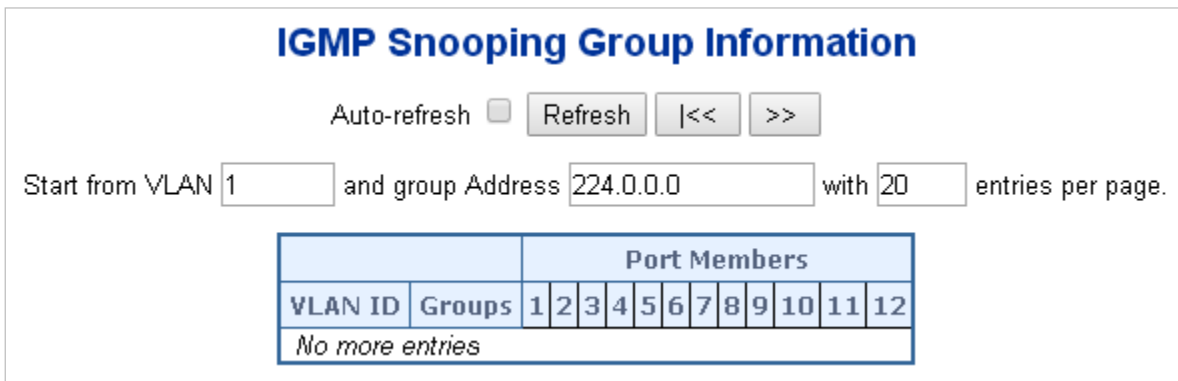 IGMP Snooping Group Information
Auto-refresh Refresh |<< >>
Start from VLAN 1 and group Address 224.0.0.0 with 20 entries per page.
Port Members
VLAN ID Groups 1 2 3 4 5 6 7 8 9 10 11 12
No more entries